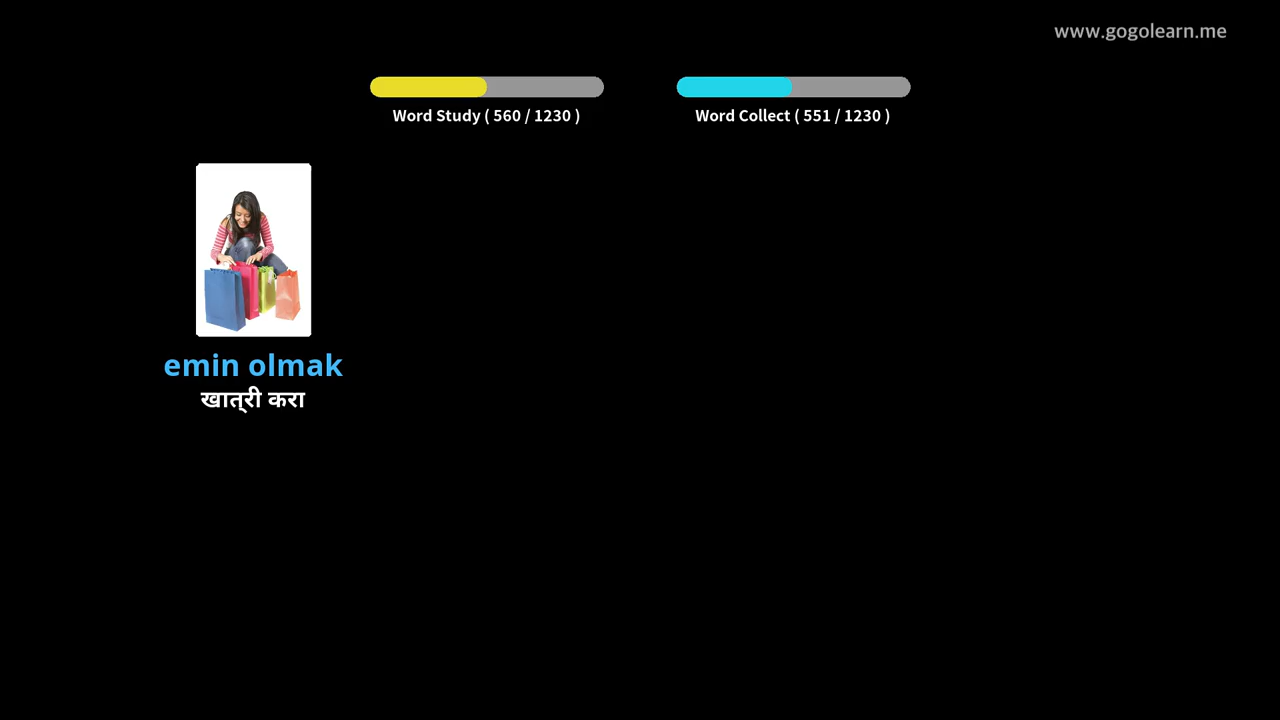 www.gogolearn.me
Word Study ( 560 / 1230 )
Word Collect ( 551 / 1230 )
emin olmak
खात्री करा